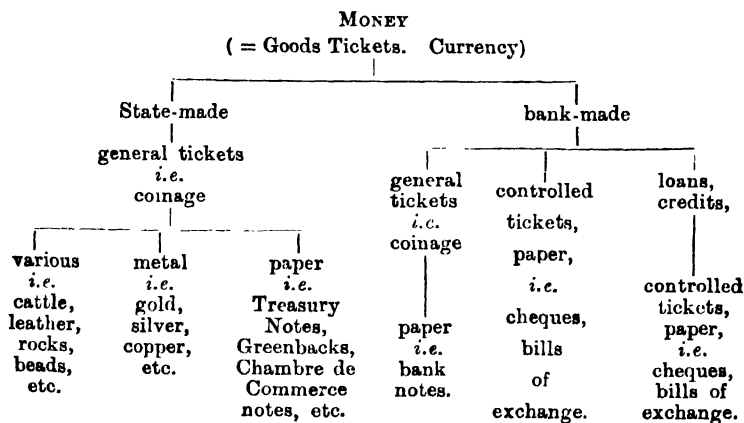 MONEY
( = Goods Tickets. Currency)
State-made
general tickets
i.e.
coinage
various
i.e.
cattle,
leather,
rocks,
beads,
etc.
metal
i.e.
gold,
silver,
copper,
etc.
paper
i.e.
Treasury
Notes,
Greenbacks,
Chambre de
Commerce
notes, etc.
bank-made
general
tickets
i.e.
coinage
paper
i.e.
bank
notes.
controlled
tickets,
paper,
i.e.
cheques,
bills
of
exchange.
loans,
credits,
controlled
tickets,
paper,
i.e.
cheques,
bills of
exchange.